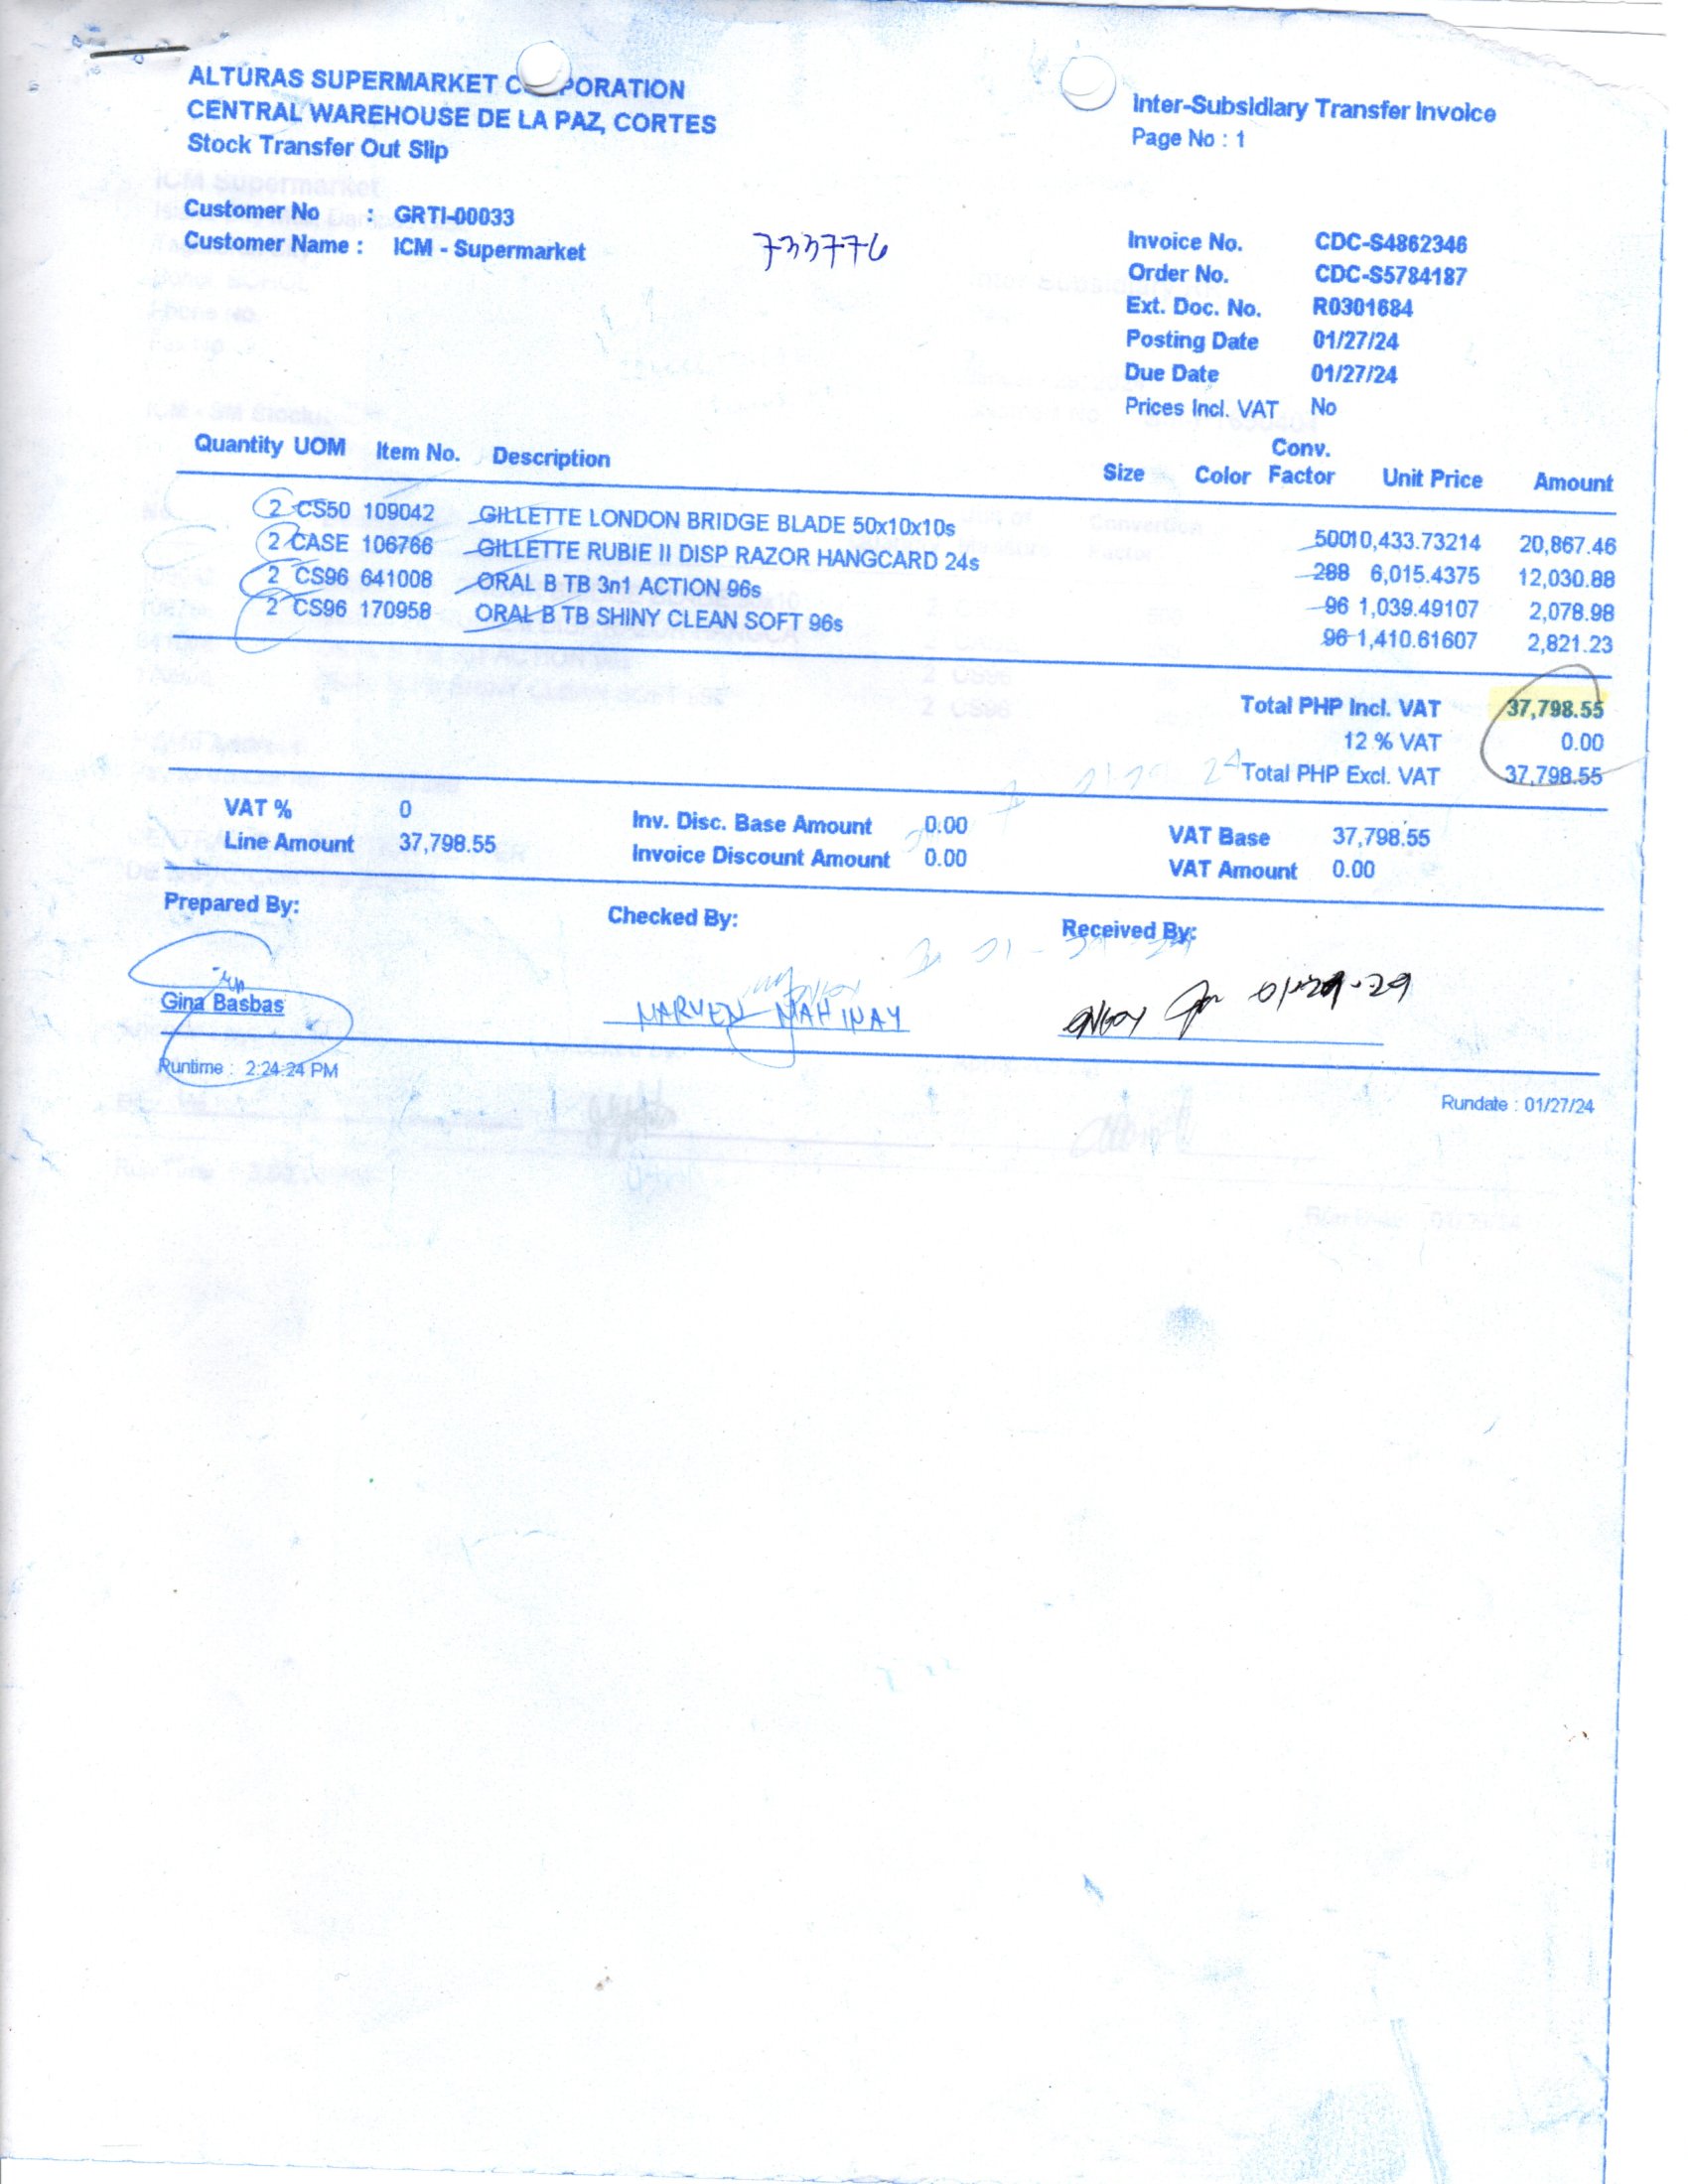 ALTURAS SUPERMARKET CORPORATION
CENTRAL WAREHOUSE DE LA PAZ, CORTES
Stock Transfer Out Slip
Inter-Subsidiary Transfer Invoice
Page No : 1
Customer No : GRTI-00033
Customer Name : ICM - Supermarket
733776
Invoice No. CDC-S4862346
Order No. CDC-S5784187
Ext. Doc. No. R0301684
Posting Date 01/27/24
Due Date 01/27/24
Prices Incl. VAT No
Quantity UOM Item No. Description Size Color Conv. Factor Unit Price Amount
2 CS50 109042 GILLETTE LONDON BRIDGE BLADE 50x10x10s 500 10,433.73214 20,867.46
2 CASE 106766 GILLETTE RUBIE II DISP RAZOR HANGCARD 24s 288 6,015.4375 12,030.88
2 CS96 641008 ORAL B TB 3n1 ACTION 96s 96 1,039.49107 2,078.98
2 CS96 170958 ORAL B TB SHINY CLEAN SOFT 96s 96 1,410.61607 2,821.23
Total PHP Incl. VAT 37,798.55
12 % VAT 0.00
Total PHP Excl. VAT 37,798.55
VAT % 0 Inv. Disc. Base Amount 0.00 VAT Base 37,798.55
Line Amount 37,798.55 Invoice Discount Amount 0.00 VAT Amount 0.00
Prepared By: Checked By: Received By:
Gina Basbas MARVEN MAHINAY
Runtime : 2:24:24 PM
Rundate : 01/27/24